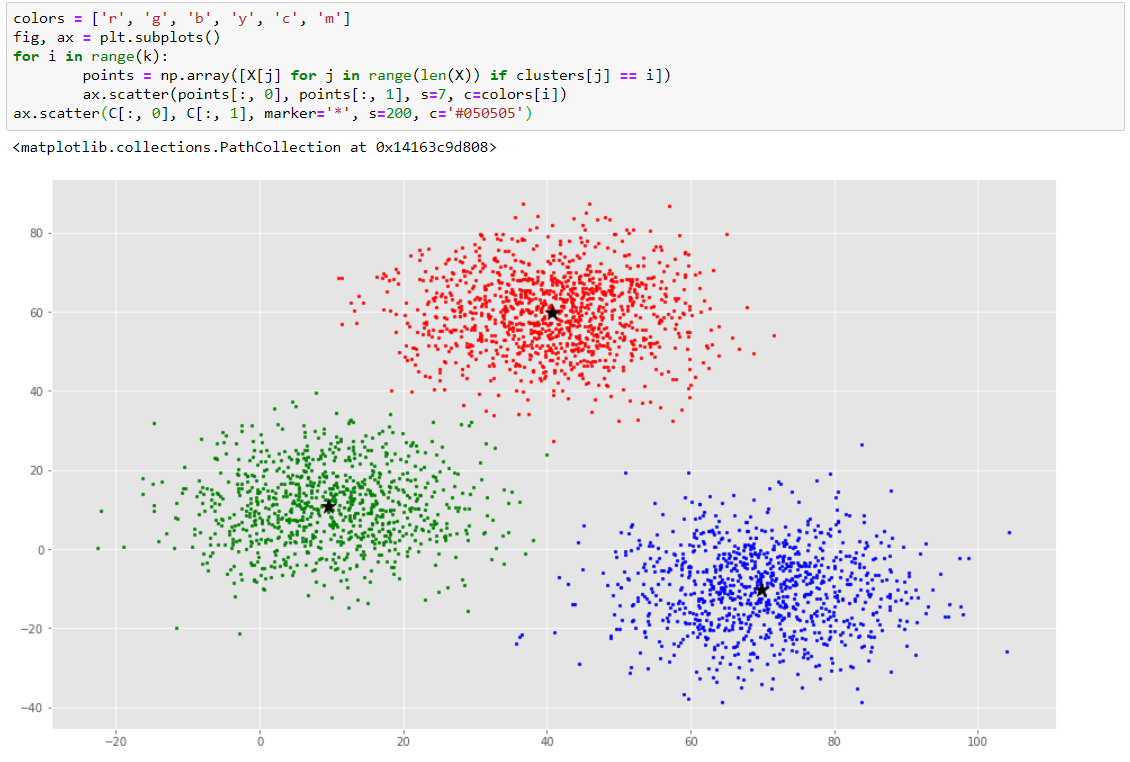 colors = ['r', 'g', 'b', 'y', 'c', 'm']
fig, ax = plt.subplots()
for i in range(k):
        points = np.array([X[j] for j in range(len(X)) if clusters[j] == i])
        ax.scatter(points[:, 0], points[:, 1], s=7, c=colors[i])
ax.scatter(C[:, 0], C[:, 1], marker='*', s=200, c='#050505')
<matplotlib.collections.PathCollection at 0x14163c9d808>
80
60
40
20
0
−20
−40
−20 0 20 40 60 80 100